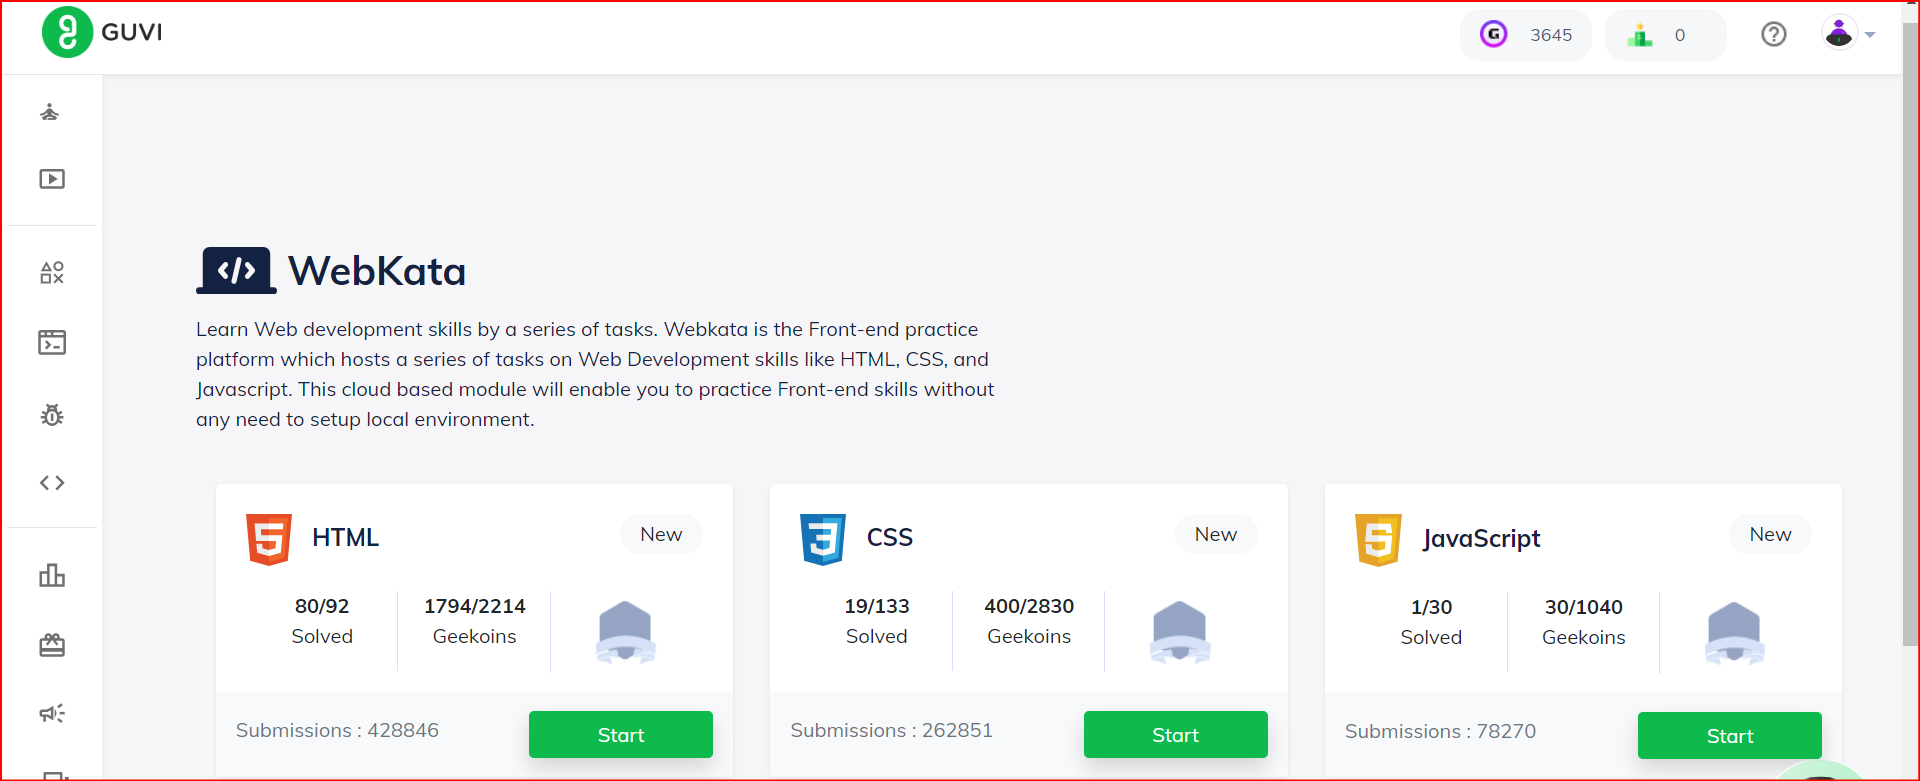 GUVI
3645
0
WebKata
Learn Web development skills by a series of tasks. Webkata is the Front-end practice
platform which hosts a series of tasks on Web Development skills like HTML, CSS, and
Javascript. This cloud based module will enable you to practice Front-end skills without
any need to setup local environment.
HTML
New
80/92
Solved
1794/2214
Geekoins
Submissions : 428846
Start
CSS
New
19/133
Solved
400/2830
Geekoins
Submissions : 262851
Start
JavaScript
New
1/30
Solved
30/1040
Geekoins
Submissions : 78270
Start